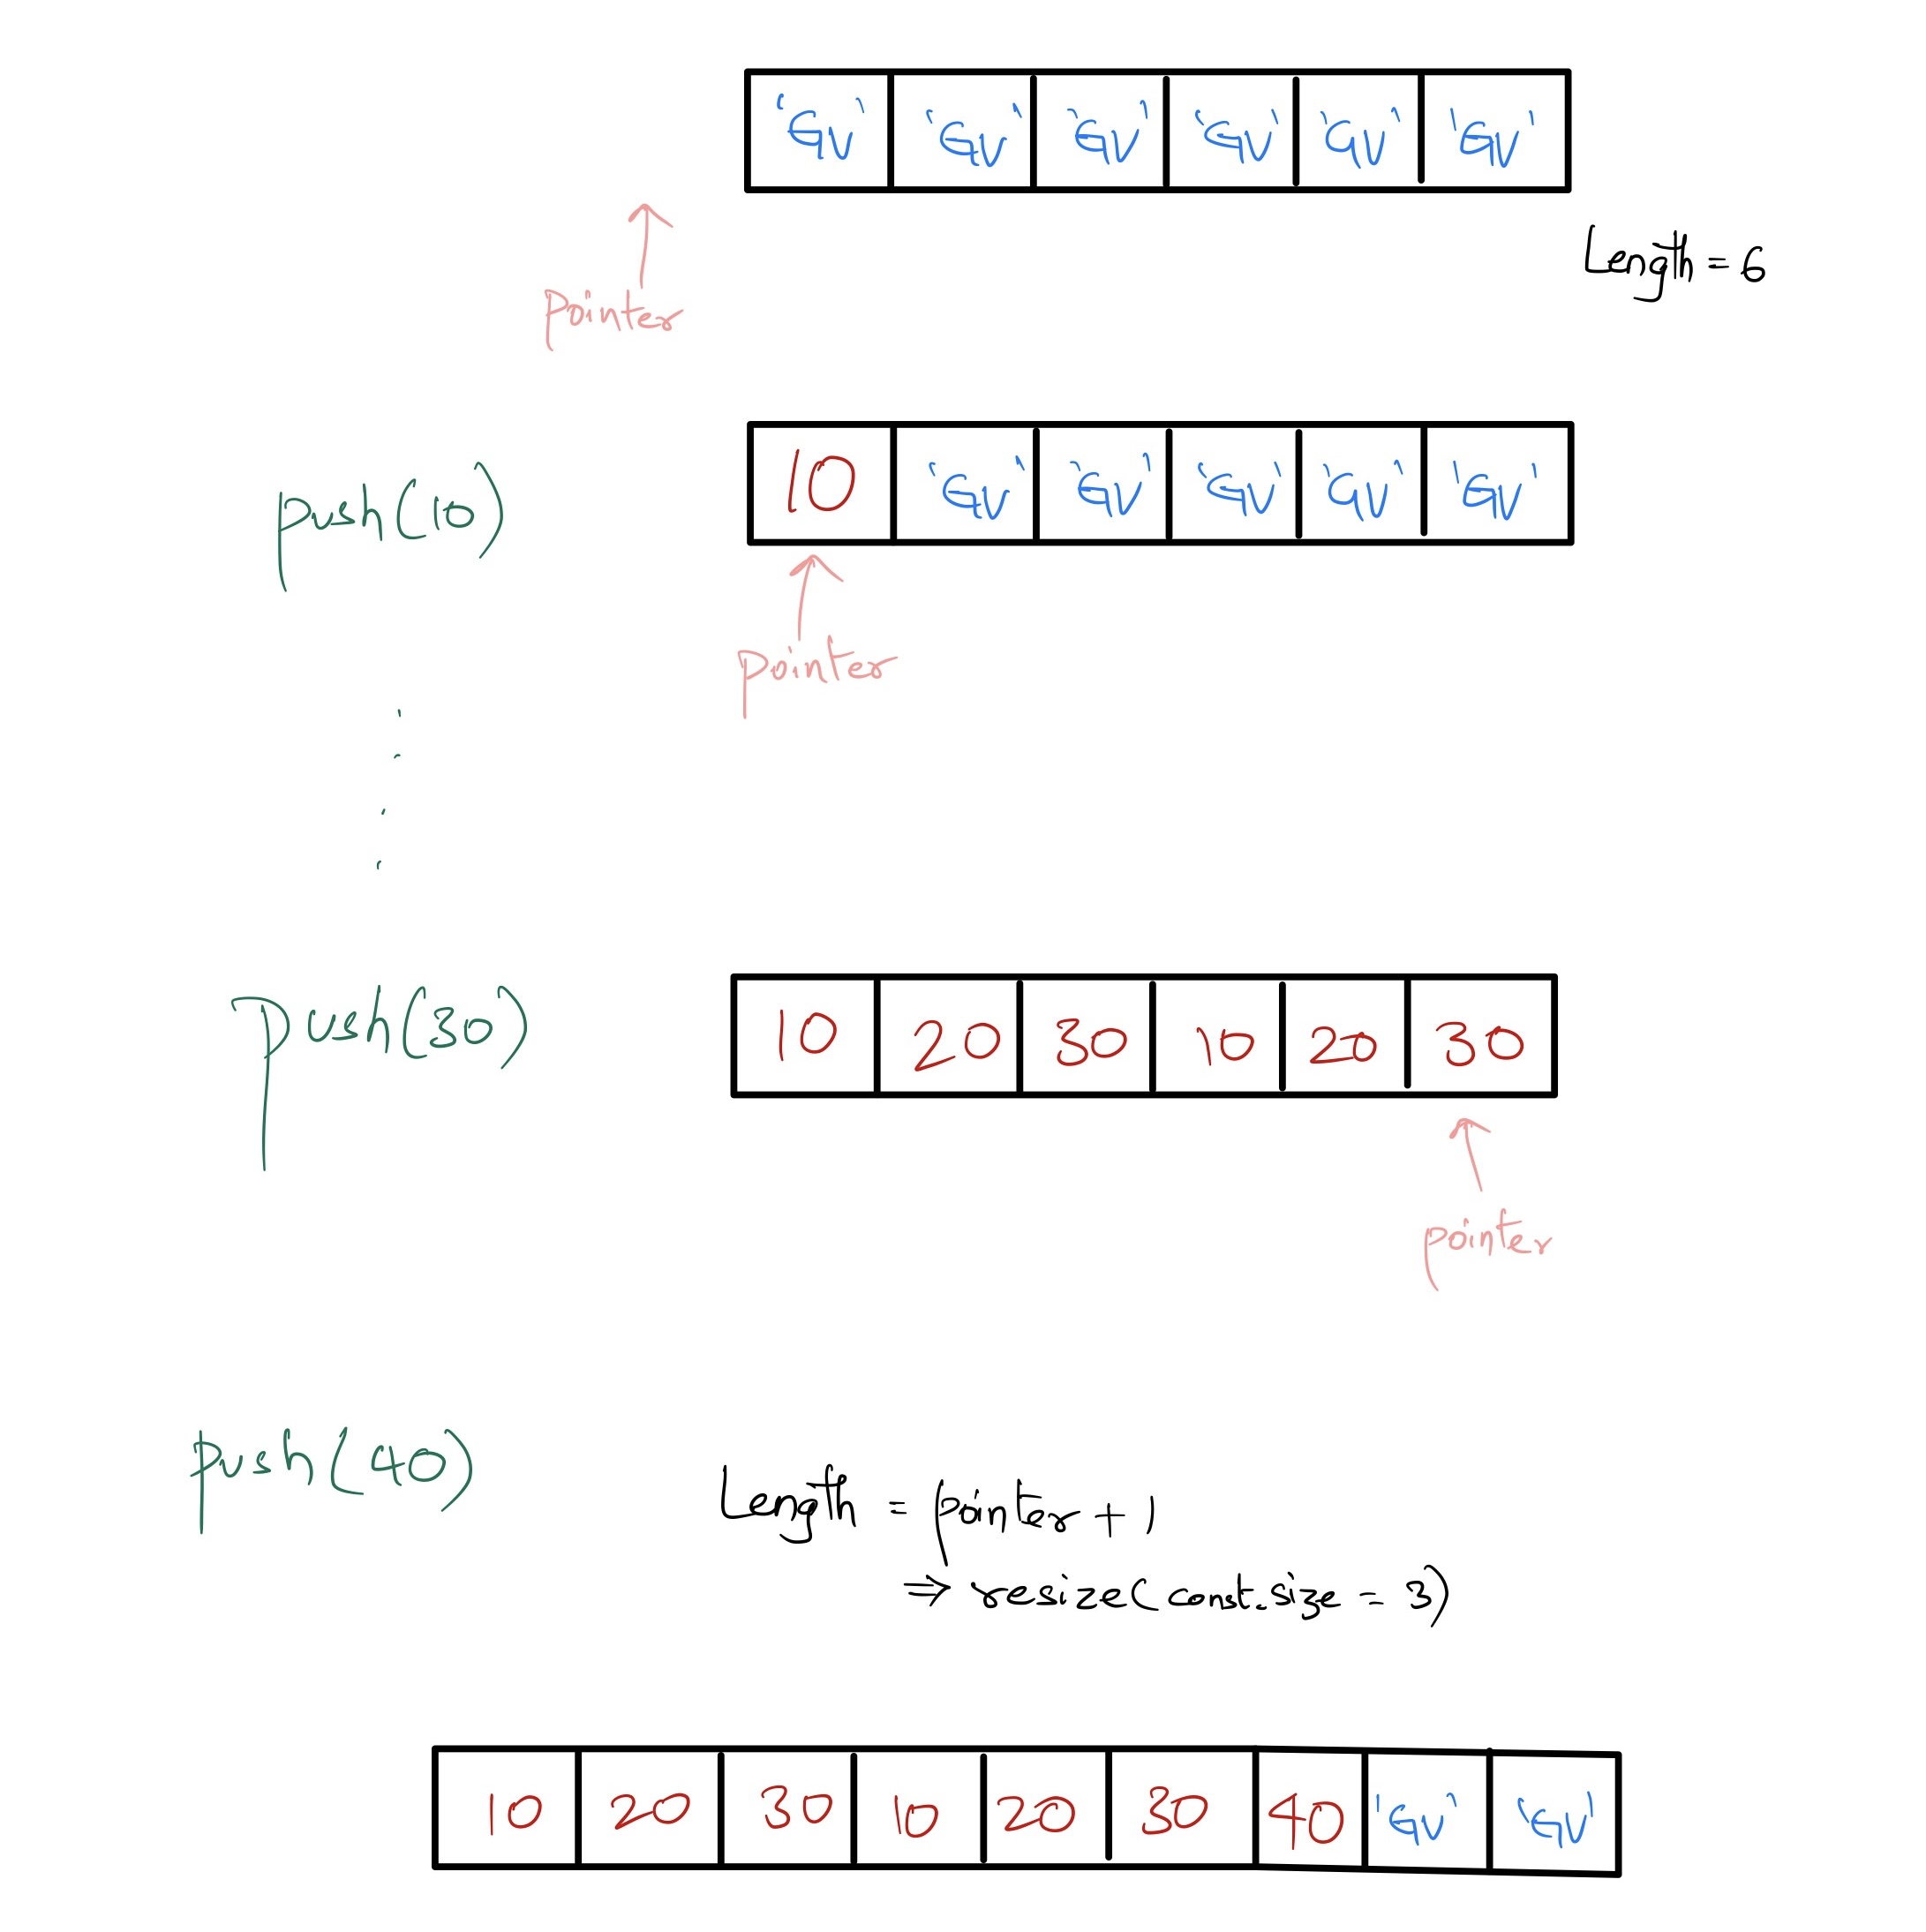 'GV' 'GV' 'GV' 'GV' 'GV' 'GV'
Length = 6
pointer
push(10)
10 'GV' 'GV' 'GV' 'GV' 'GV'
pointer
push(30)
10 20 30 10 20 30
pointer
push(40)
Length = pointer + 1
⇒ resize(const.size = 3)
10 20 30 10 20 30 40 'GV' 'GV'